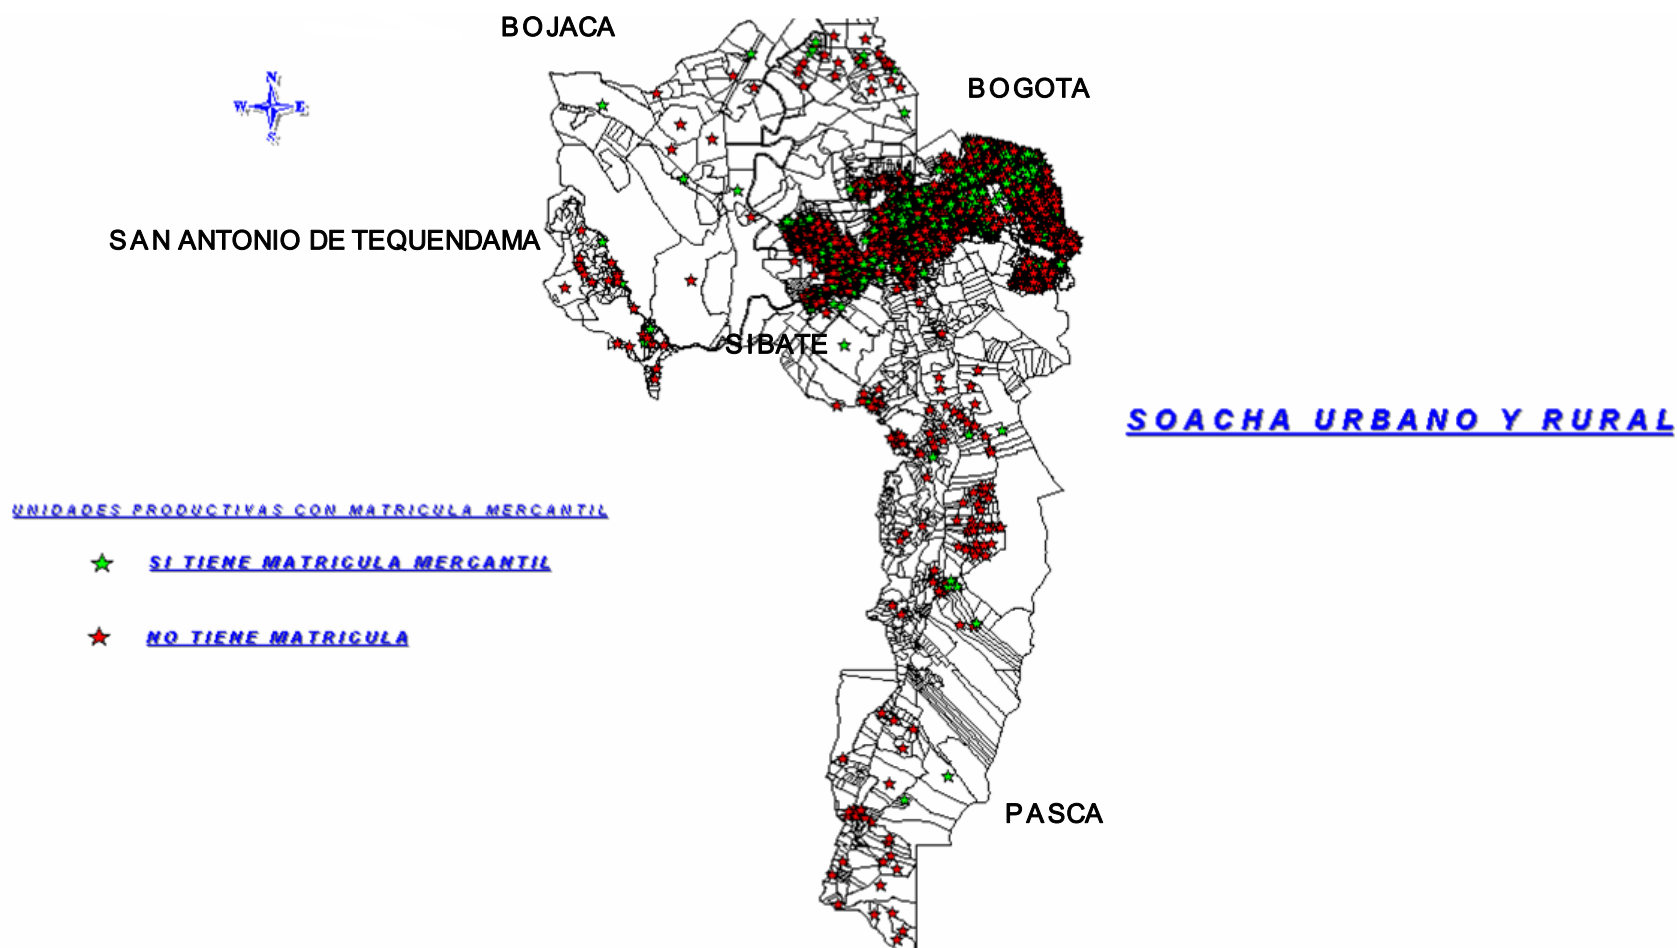 BOJACA
BOGOTA
N
W E
S
SAN ANTONIO DE TEQUENDAMA
SIBATE
SOACHA URBANO Y RURAL
UNIDADES PRODUCTIVAS CON MATRICULA MERCANTIL
SI TIENE MATRICULA MERCANTIL
NO TIENE MATRICULA
PASCA